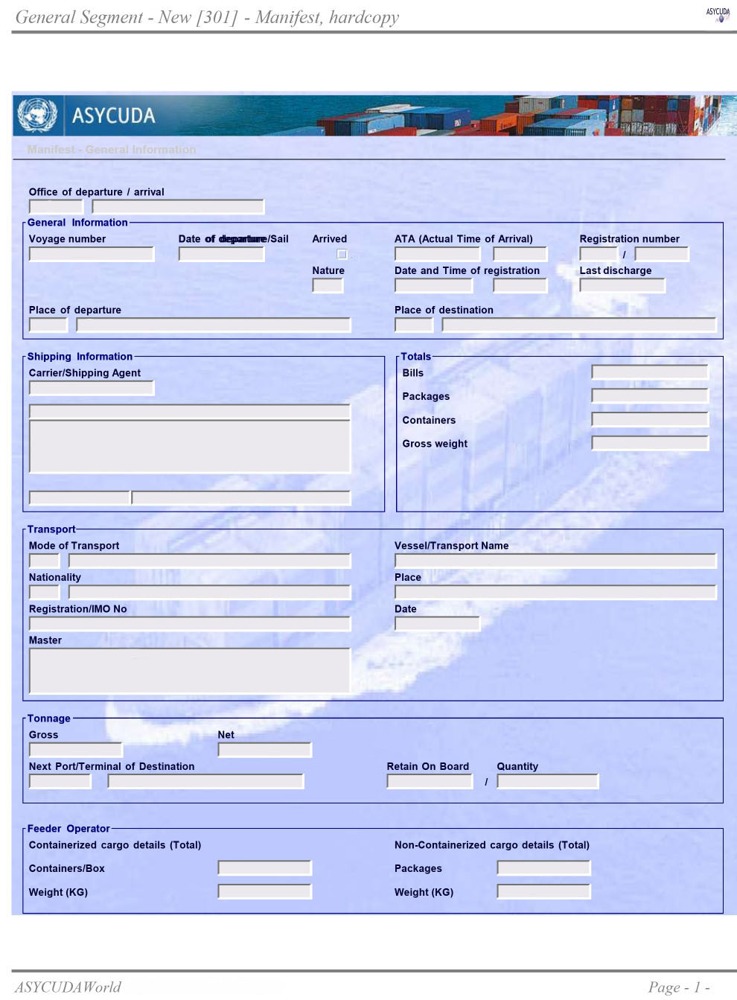 General Segment - New [301] - Manifest, hardcopy
ASYCUDA
ASYCUDA
Manifest - General Information
Office of departure / arrival
General Information
Voyage number Date of departure/Sail Arrived ATA (Actual Time of Arrival) Registration number
/
Nature Date and Time of registration Last discharge
Place of departure Place of destination
Shipping Information
Carrier/Shipping Agent
Totals
Bills
Packages
Containers
Gross weight
Transport
Mode of Transport Vessel/Transport Name
Nationality Place
Registration/IMO No Date
Master
Tonnage
Gross Net
Next Port/Terminal of Destination Retain On Board / Quantity
Feeder Operator
Containerized cargo details (Total) Non-Containerized cargo details (Total)
Containers/Box Packages
Weight (KG) Weight (KG)
ASYCUDAWorld Page - 1 -